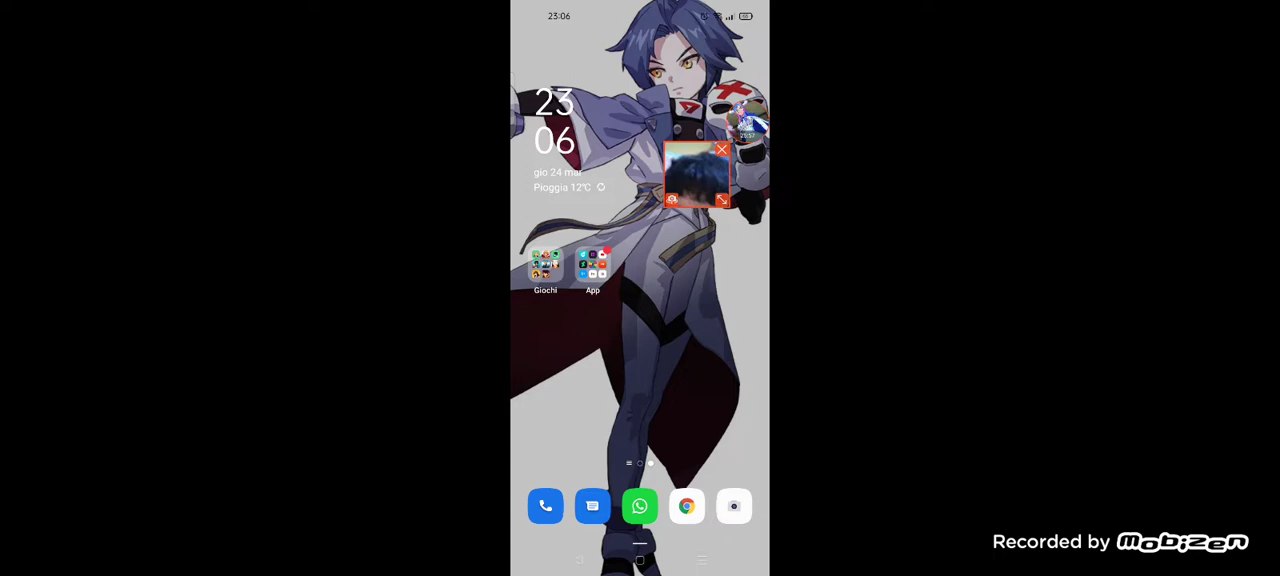 23:06
23
06
gio 24 mar
Pioggia 12°C
Giochi
App
Recorded by mobizen